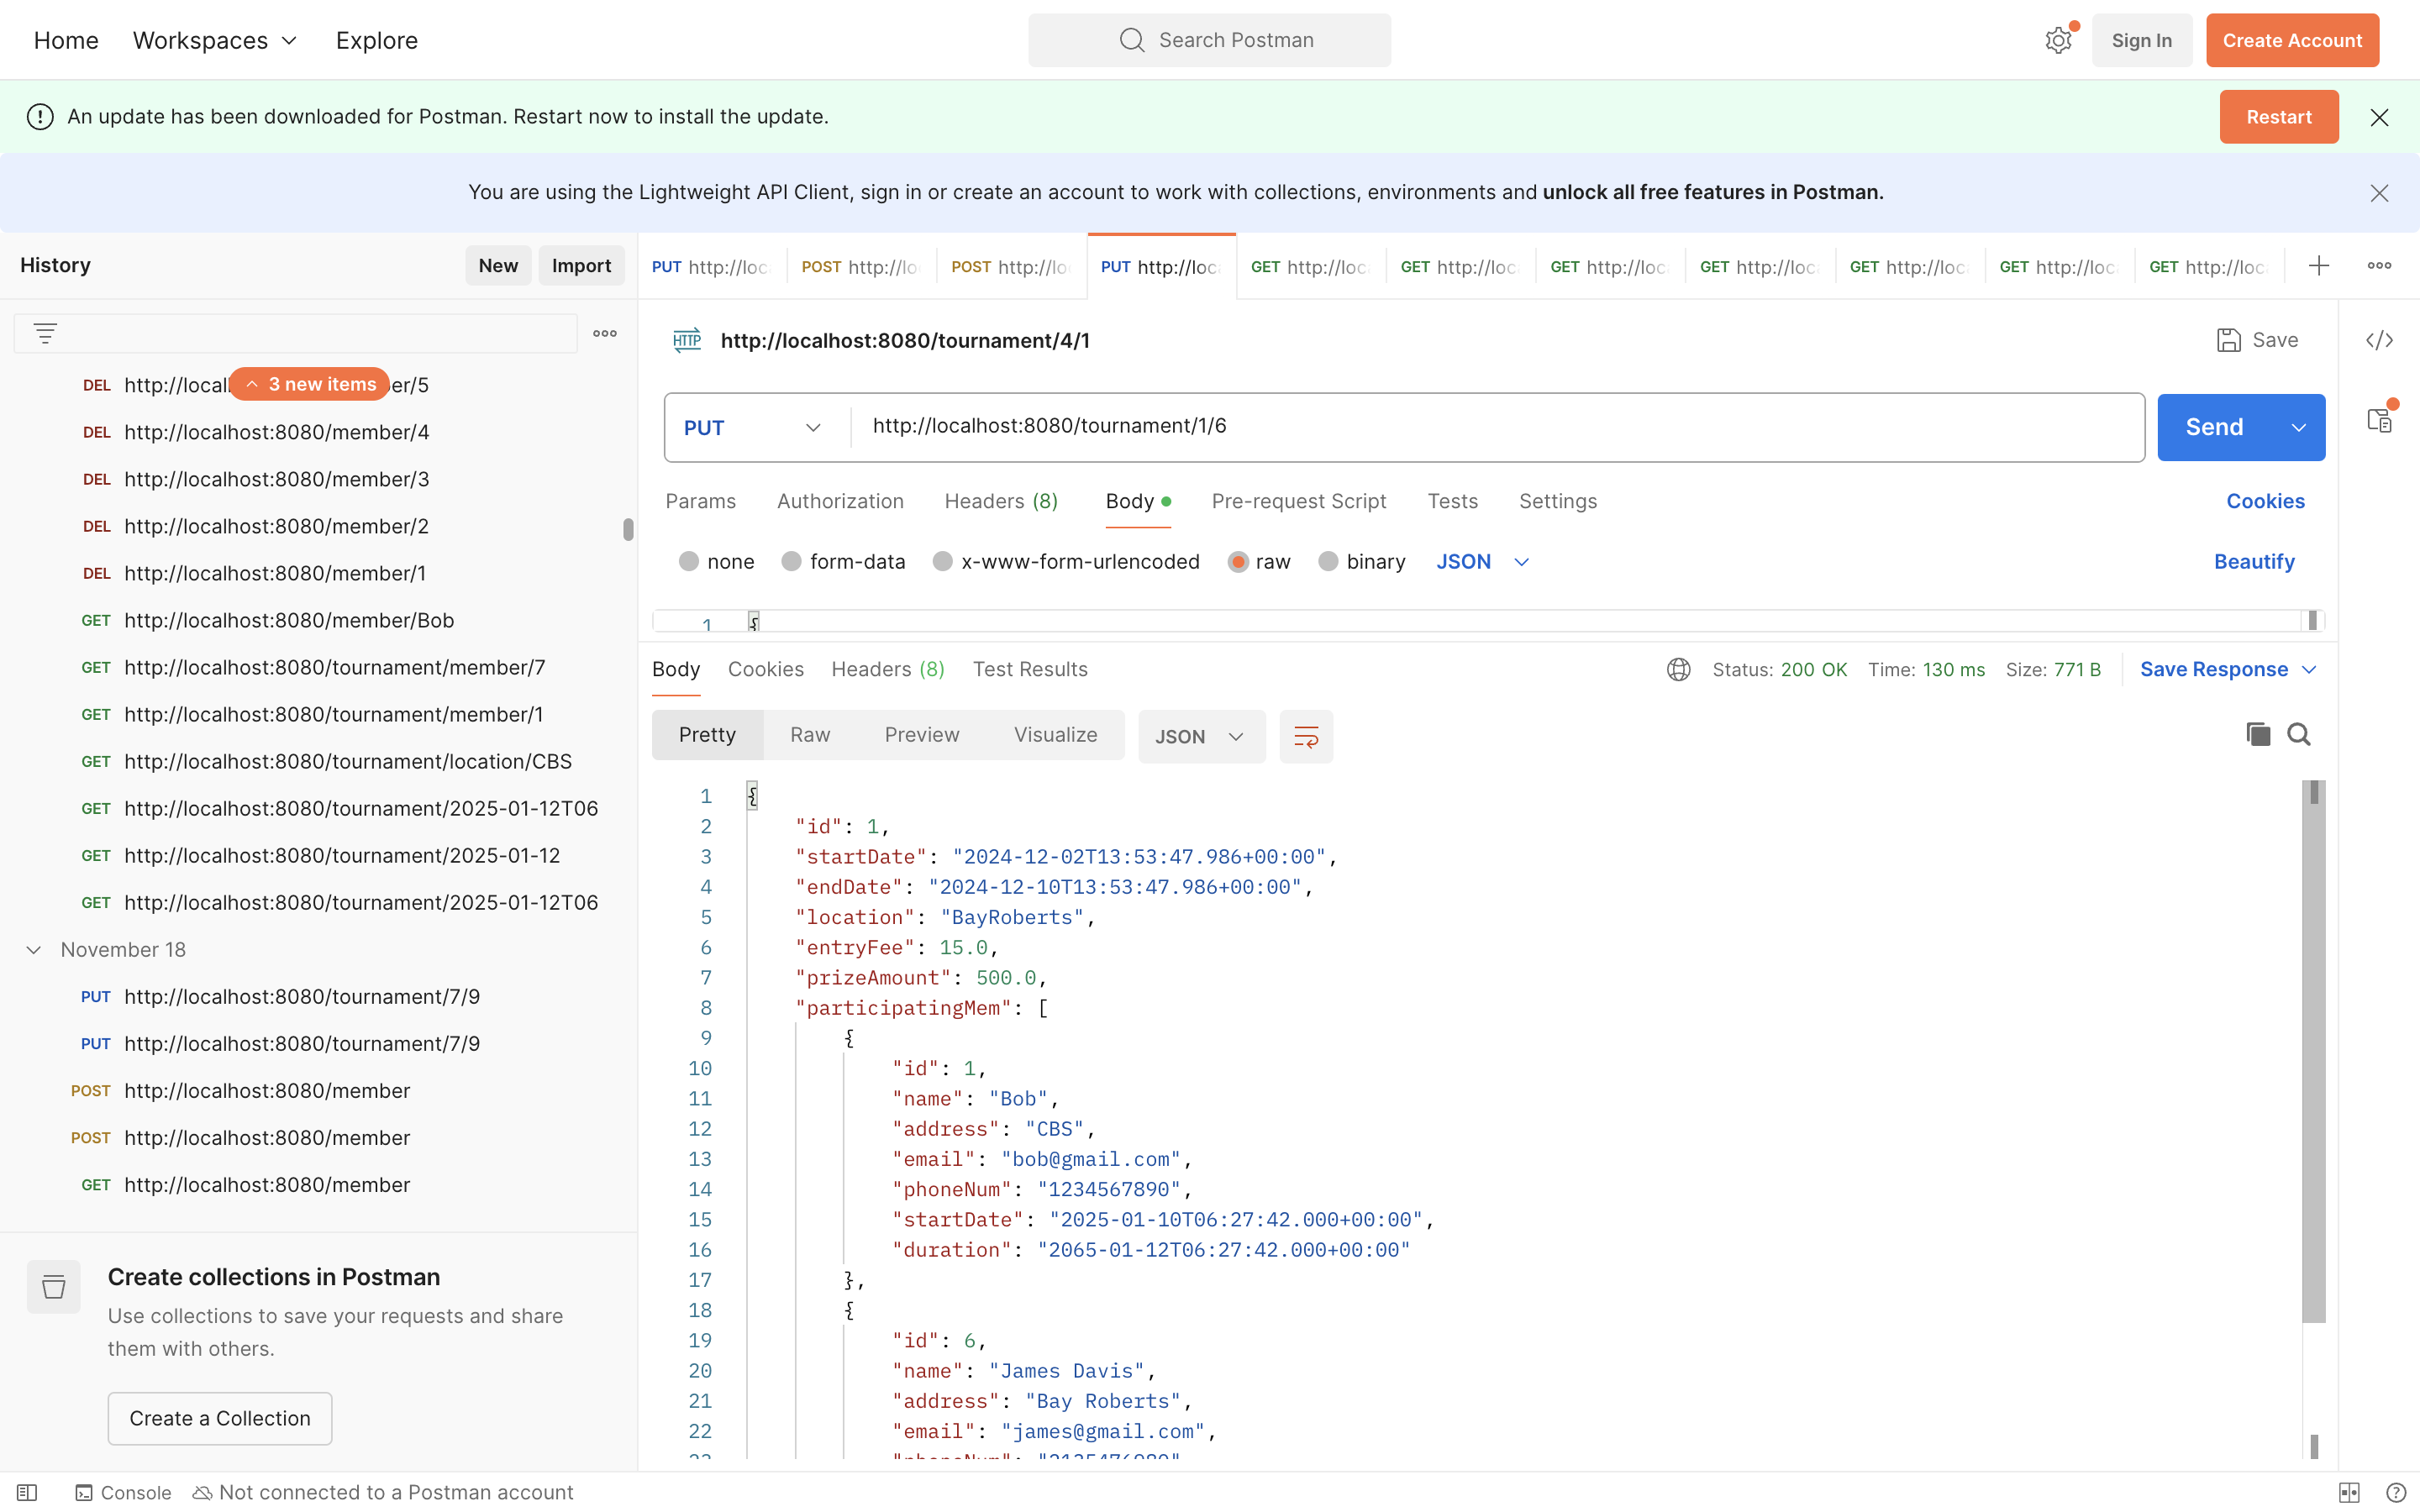 Home Workspaces Explore Search Postman Sign In Create Account
An update has been downloaded for Postman. Restart now to install the update. Restart
You are using the Lightweight API Client, sign in or create an account to work with collections, environments and unlock all free features in Postman.
History New Import
DEL http://local 3 new items er/5
DEL http://localhost:8080/member/4
DEL http://localhost:8080/member/3
DEL http://localhost:8080/member/2
DEL http://localhost:8080/member/1
GET http://localhost:8080/member/Bob
GET http://localhost:8080/tournament/member/7
GET http://localhost:8080/tournament/member/1
GET http://localhost:8080/tournament/location/CBS
GET http://localhost:8080/tournament/2025-01-12T06
GET http://localhost:8080/tournament/2025-01-12
GET http://localhost:8080/tournament/2025-01-12T06
November 18
PUT http://localhost:8080/tournament/7/9
PUT http://localhost:8080/tournament/7/9
POST http://localhost:8080/member
POST http://localhost:8080/member
GET http://localhost:8080/member
Create collections in Postman
Use collections to save your requests and share
them with others.
Create a Collection
PUT http://loc POST http://lo POST http://lo PUT http://loc GET http://loc GET http://loc GET http://loc GET http://loc GET http://loc GET http://loc GET http://loc
HTTP http://localhost:8080/tournament/4/1 Save
PUT http://localhost:8080/tournament/1/6 Send
Params Authorization Headers (8) Body Pre-request Script Tests Settings Cookies
none form-data x-www-form-urlencoded raw binary JSON Beautify
1 {
Body Cookies Headers (8) Test Results Status: 200 OK Time: 130 ms Size: 771 B Save Response
Pretty Raw Preview Visualize JSON
1 {
2 "id": 1,
3 "startDate": "2024-12-02T13:53:47.986+00:00",
4 "endDate": "2024-12-10T13:53:47.986+00:00",
5 "location": "BayRoberts",
6 "entryFee": 15.0,
7 "prizeAmount": 500.0,
8 "participatingMem": [
9 {
10 "id": 1,
11 "name": "Bob",
12 "address": "CBS",
13 "email": "bob@gmail.com",
14 "phoneNum": "1234567890",
15 "startDate": "2025-01-10T06:27:42.000+00:00",
16 "duration": "2065-01-12T06:27:42.000+00:00"
17 },
18 {
19 "id": 6,
20 "name": "James Davis",
21 "address": "Bay Roberts",
22 "email": "james@gmail.com",
Console Not connected to a Postman account